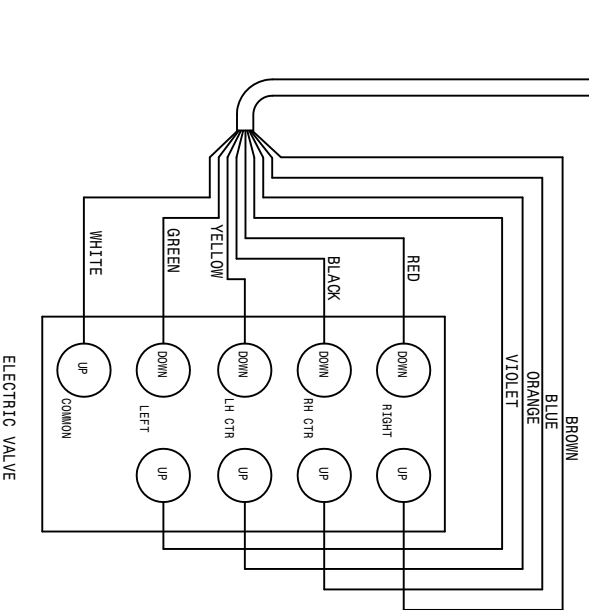 WHITE
GREEN
YELLOW
BLACK
RED
VIOLET
ORANGE
BLUE
BROWN
UP
DOWN
DOWN
DOWN
DOWN
COMMON
LEFT
LH CTR
RH CTR
RIGHT
UP
UP
UP
UP
ELECTRIC VALVE